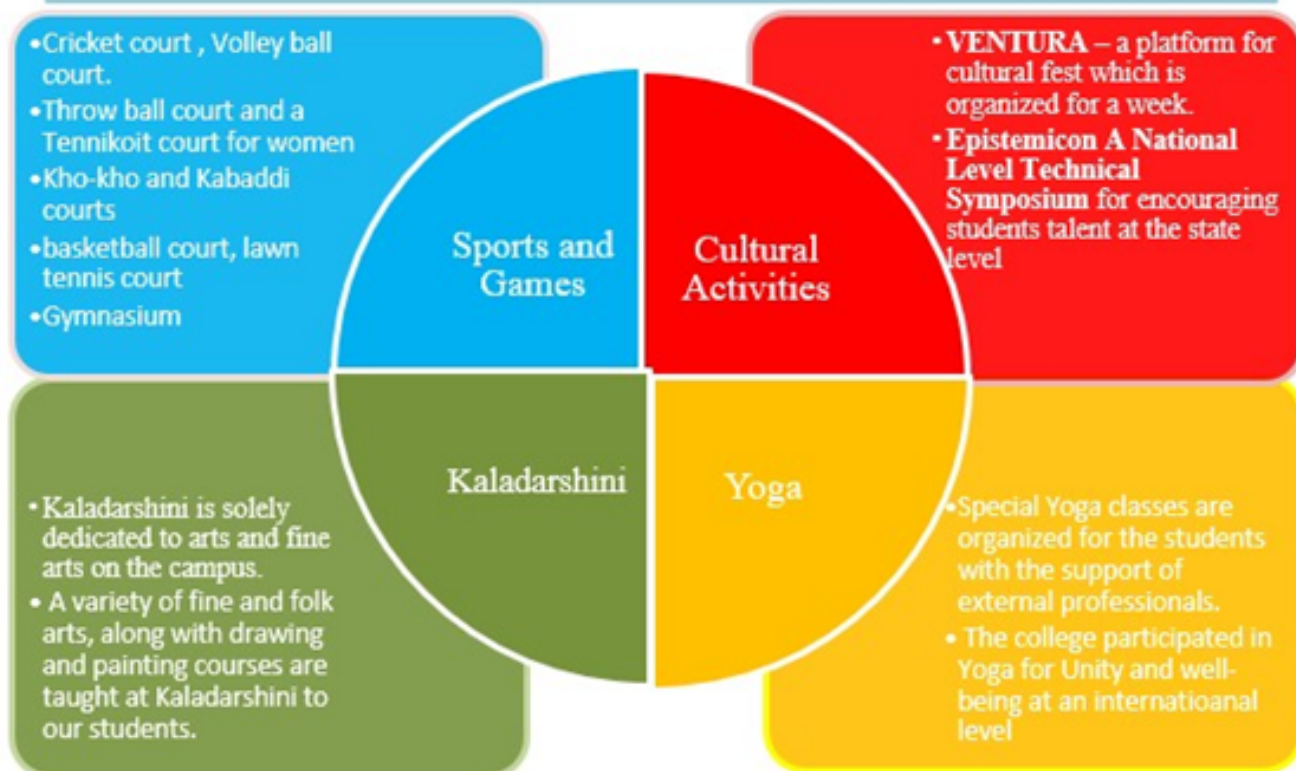 •Cricket court , Volley ball
court.
•Throw ball court and a
Tennikoit court for women
•Kho-kho and Kabaddi
courts
•basketball court, lawn
tennis court
•Gymnasium
Sports and
Games
• VENTURA – a platform for
cultural fest which is
organized for a week.
• Epistemicon A National
Level Technical
Symposium for encouraging
students talent at the state
level
Cultural
Activities
• Kaladarshini is solely
dedicated to arts and fine
arts on the campus.
• A variety of fine and folk
arts, along with drawing
and painting courses are
taught at Kaladarshini to
our students.
Kaladarshini
Yoga
•Special Yoga classes are
organized for the students
with the support of
external professionals.
• The college participated in
Yoga for Unity and well-
being at an internatioanal
level